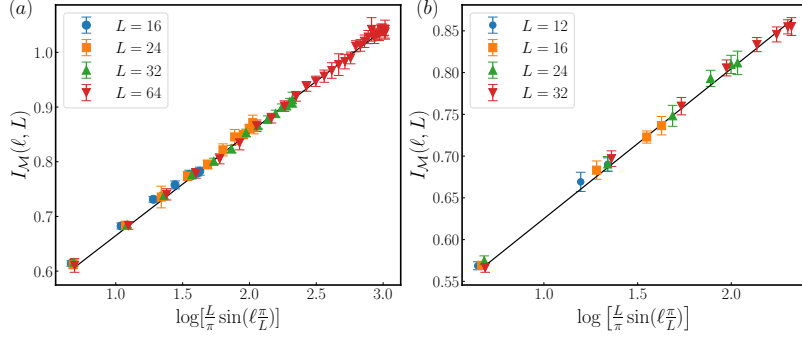 (a)
L = 16
L = 24
L = 32
L = 64
I_M(ℓ, L)
1.0
0.9
0.8
0.7
0.6
1.0
1.5
2.0
2.5
3.0
log[L/π sin(ℓ π/L)]
(b)
L = 12
L = 16
L = 24
L = 32
I_M(ℓ, L)
0.85
0.80
0.75
0.70
0.65
0.60
0.55
1.0
1.5
2.0
log [L/π sin(ℓ π/L)]